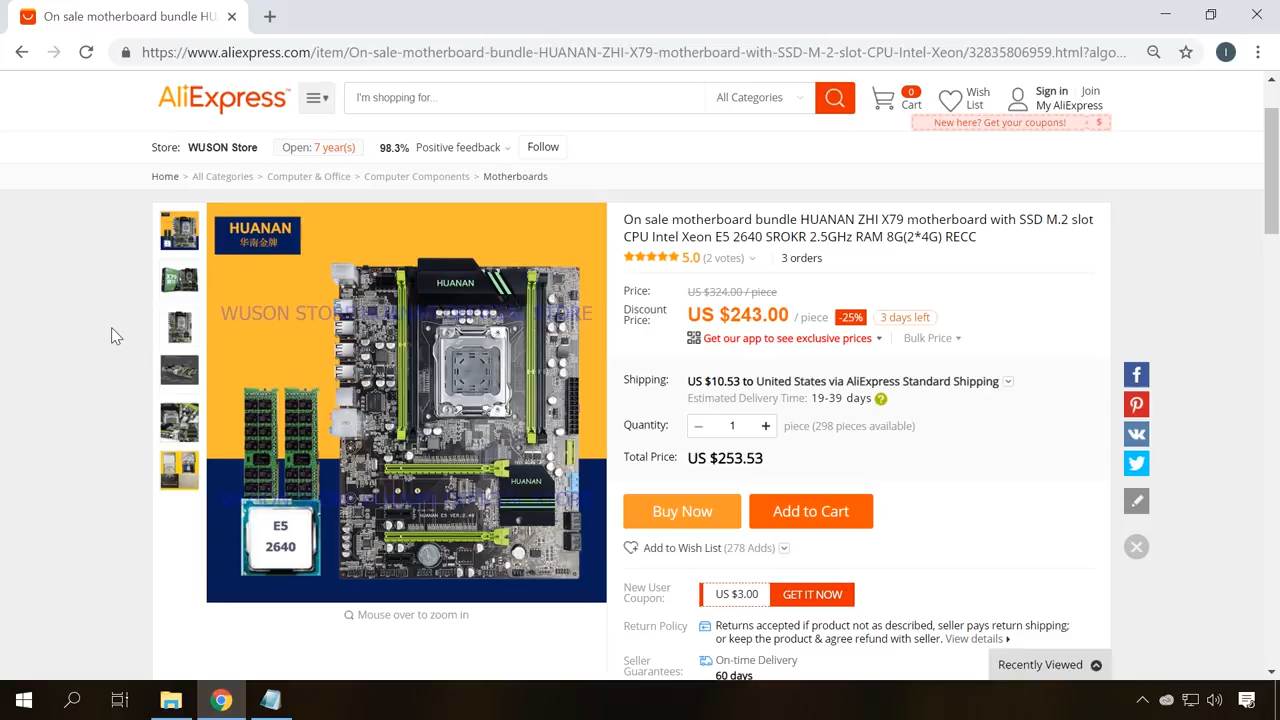 On sale motherboard bundle HU
https://www.aliexpress.com/item/On-sale-motherboard-bundle-HUANAN-ZHI-X79-motherboard-with-SSD-M-2-slot-CPU-Intel-Xeon/32835806959.html?algo...
I
AliExpress™
I'm shopping for...
All Categories
0
Cart
Wish
List
Sign in Join
My AliExpress
New here? Get your coupons! $
Store: WUSON Store Open: 7 year(s) 98.3% Positive feedback Follow
Home > All Categories > Computer & Office > Computer Components > Motherboards
HUANAN
华南金牌
HUANAN
WUSON STORE
STORE
HUANAN
HUANAN E5 VER:2.49
E5
2640
Mouse over to zoom in
On sale motherboard bundle HUANAN ZHI X79 motherboard with SSD M.2 slot
CPU Intel Xeon E5 2640 SROKR 2.5GHz RAM 8G(2*4G) RECC
5.0 (2 votes) 3 orders
Price: US $324.00 / piece
Discount
Price:
US $243.00 / piece -25% 3 days left
Get our app to see exclusive prices Bulk Price
Shipping: US $10.53 to United States via AliExpress Standard Shipping
Estimated Delivery Time: 19-39 days ?
Quantity: − 1 + piece (298 pieces available)
Total Price: US $253.53
Buy Now Add to Cart
Add to Wish List (278 Adds)
New User
Coupon:
US $3.00 GET IT NOW
Return Policy Returns accepted if product not as described, seller pays return shipping;
or keep the product & agree refund with seller. View details
Seller
Guarantees:
On-time Delivery
60 days
Recently Viewed